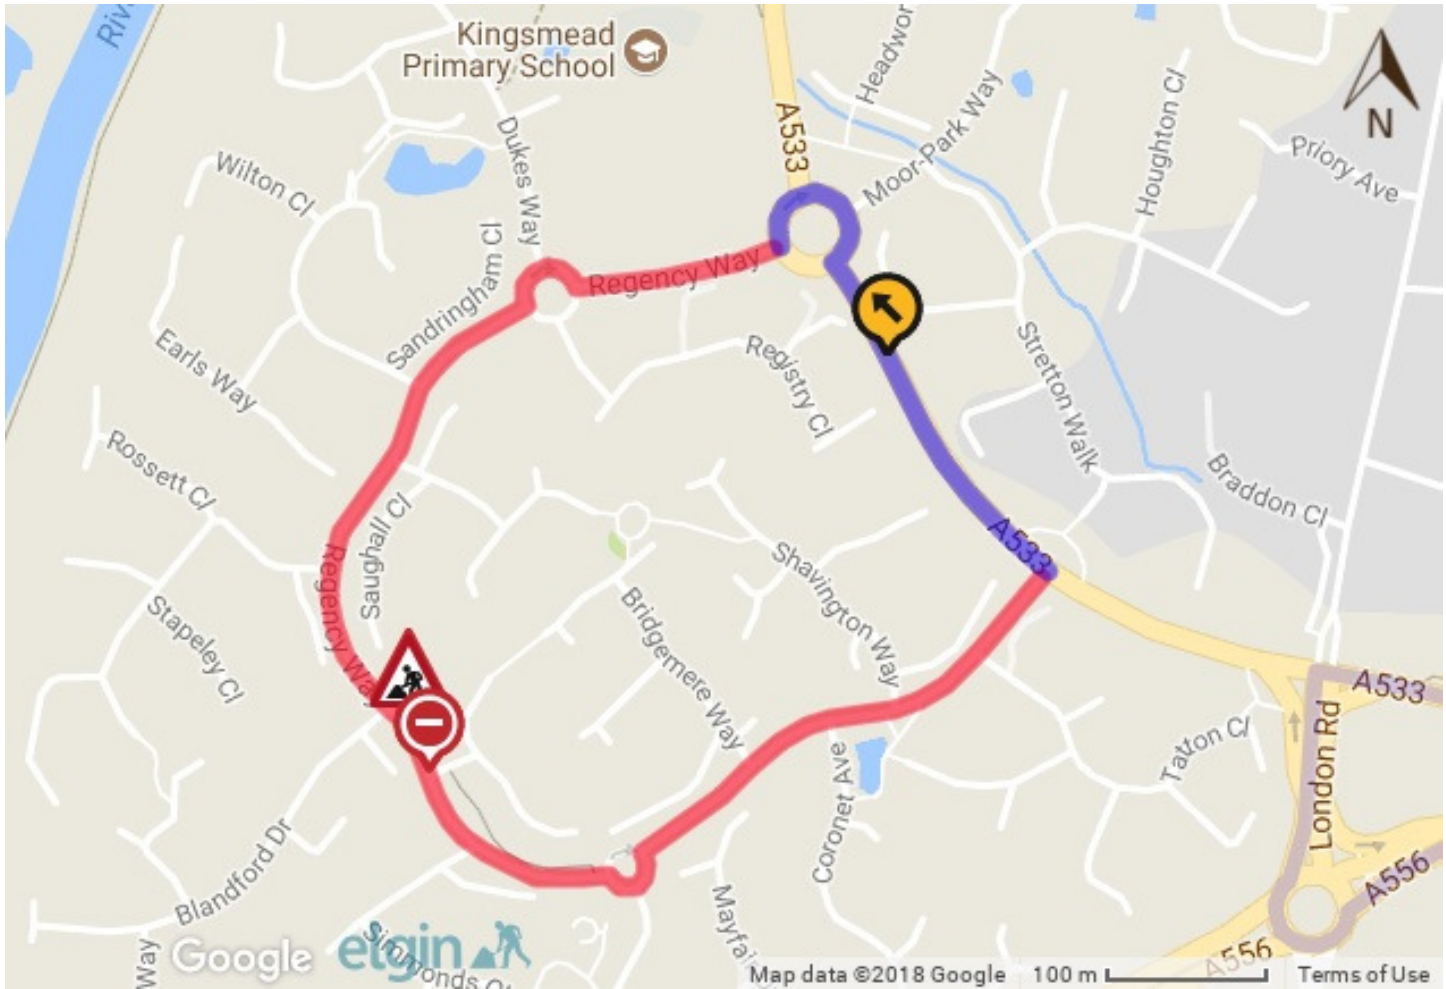 Kingsmead
Primary School
A533
Headwor
Moor-Park Way
Houghton Cl
N
Priory Ave
Dukes Way
Wilton Cl
Sandringham Cl
Regency Way
Earls Way
Registry Cl
Stretton Walk
Rossett Cl
Braddon Cl
Saughall Cl
A533
Regency Way
Shavington Way
Stapeley Cl
Bridgemere Way
A533
London Rd
Tatton Cl
Coronet Ave
Blandford Dr
A556
Mayfair
Simmonds
Way
A556
Google
elgin
Map data ©2018 Google
100 m
Terms of Use